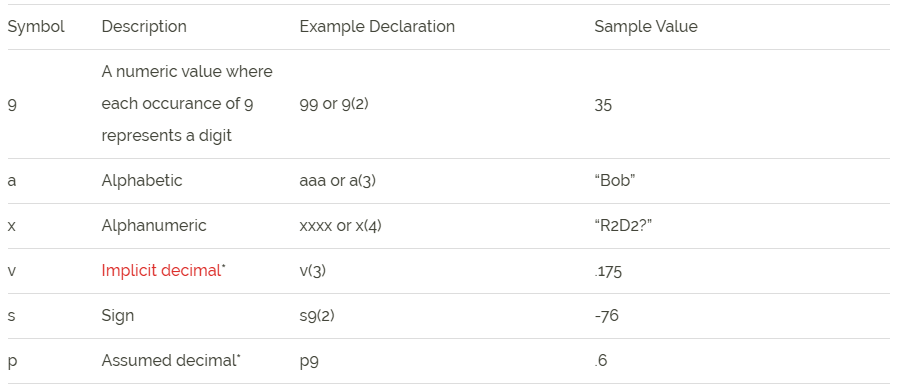 Symbol Description Example Declaration Sample Value
A numeric value where
9 each occurance of 9 99 or 9(2) 35
represents a digit
a Alphabetic aaa or a(3) “Bob”
x Alphanumeric xxxx or x(4) “R2D2?”
v Implicit decimal* v(3) .175
s Sign s9(2) -76
p Assumed decimal* p9 .6